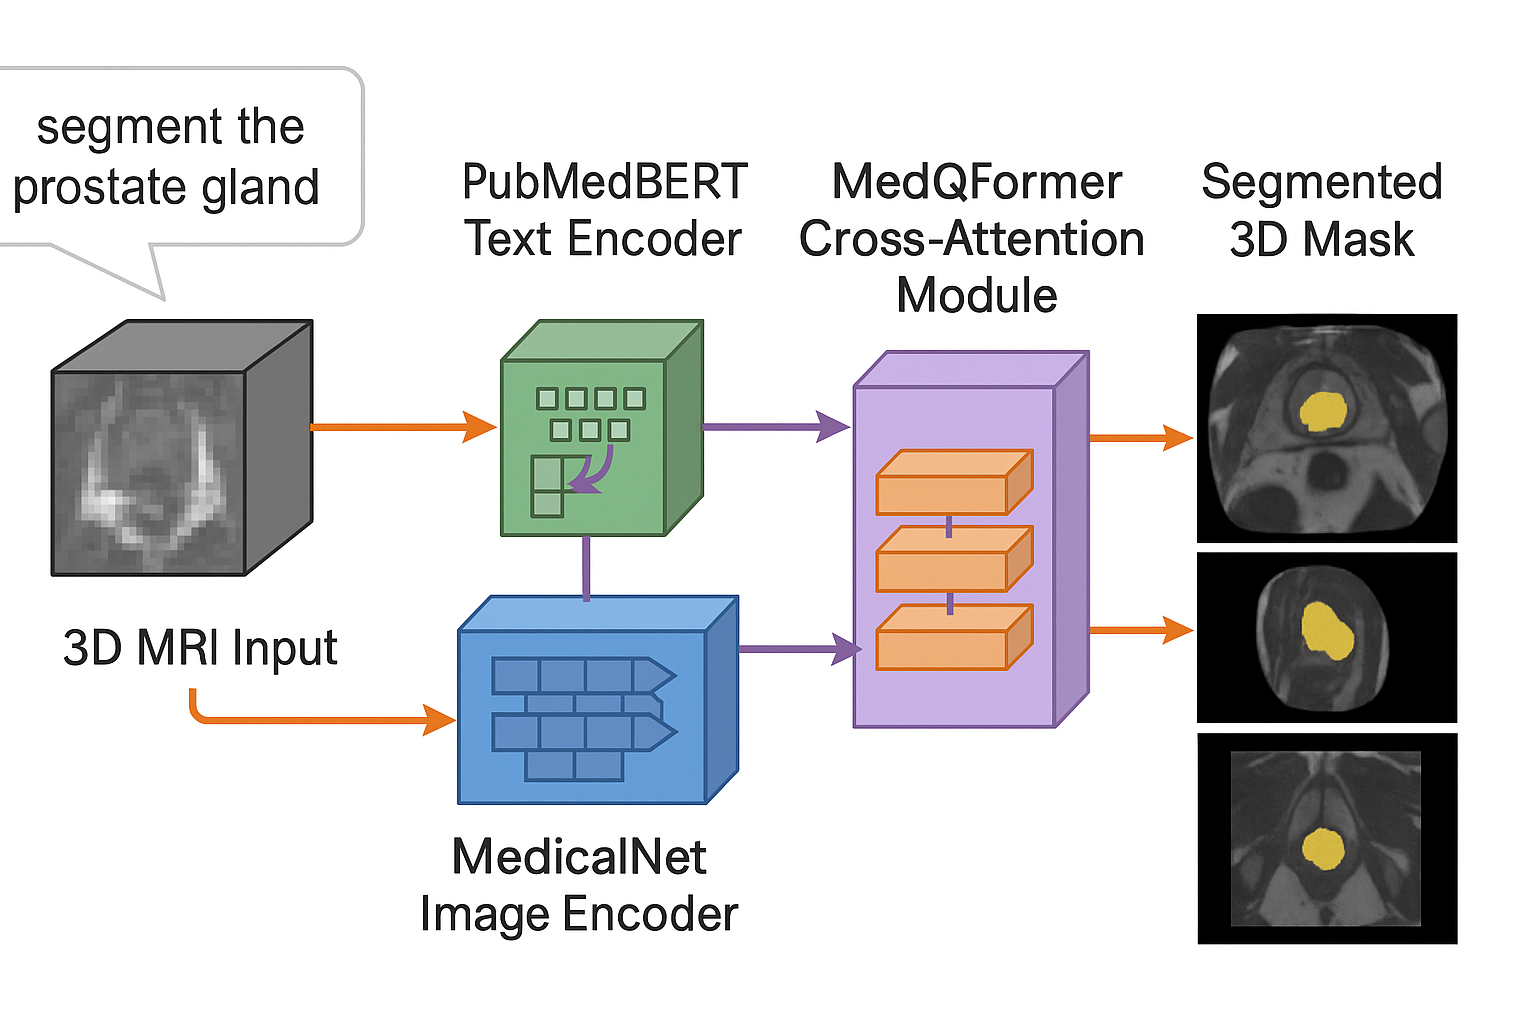 segment the
prostate gland
PubMedBERT
Text Encoder
MedQFormer
Cross-Attention
Module
Segmented
3D Mask
3D MRI Input
MedicalNet
Image Encoder